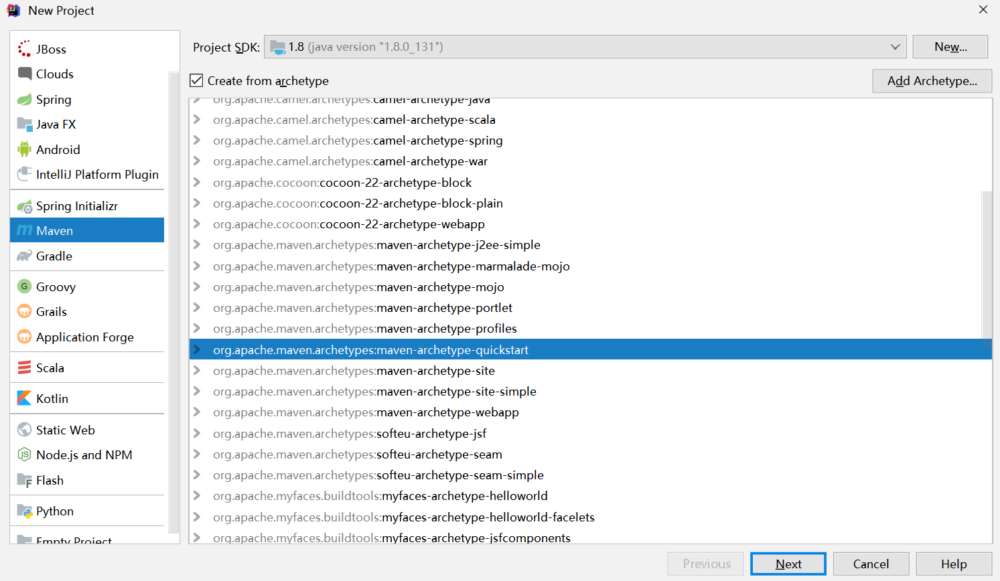 New Project
JBoss
Clouds
Spring
Java FX
Android
IntelliJ Platform Plugin
Spring Initializr
Maven
Gradle
Groovy
Grails
Application Forge
Scala
Kotlin
Static Web
Node.js and NPM
Flash
Python
Empty Project
Project SDK: 1.8 (java version "1.8.0_131") New...
Create from archetype Add Archetype...
org.apache.camel.archetypes:camel-archetype-java
org.apache.camel.archetypes:camel-archetype-scala
org.apache.camel.archetypes:camel-archetype-spring
org.apache.camel.archetypes:camel-archetype-war
org.apache.cocoon:cocoon-22-archetype-block
org.apache.cocoon:cocoon-22-archetype-block-plain
org.apache.cocoon:cocoon-22-archetype-webapp
org.apache.maven.archetypes:maven-archetype-j2ee-simple
org.apache.maven.archetypes:maven-archetype-marmalade-mojo
org.apache.maven.archetypes:maven-archetype-mojo
org.apache.maven.archetypes:maven-archetype-portlet
org.apache.maven.archetypes:maven-archetype-profiles
org.apache.maven.archetypes:maven-archetype-quickstart
org.apache.maven.archetypes:maven-archetype-site
org.apache.maven.archetypes:maven-archetype-site-simple
org.apache.maven.archetypes:maven-archetype-webapp
org.apache.maven.archetypes:softeu-archetype-jsf
org.apache.maven.archetypes:softeu-archetype-seam
org.apache.maven.archetypes:softeu-archetype-seam-simple
org.apache.myfaces.buildtools:myfaces-archetype-helloworld
org.apache.myfaces.buildtools:myfaces-archetype-helloworld-facelets
org.apache.myfaces.buildtools:myfaces-archetype-jsfcomponents
Previous Next Cancel Help